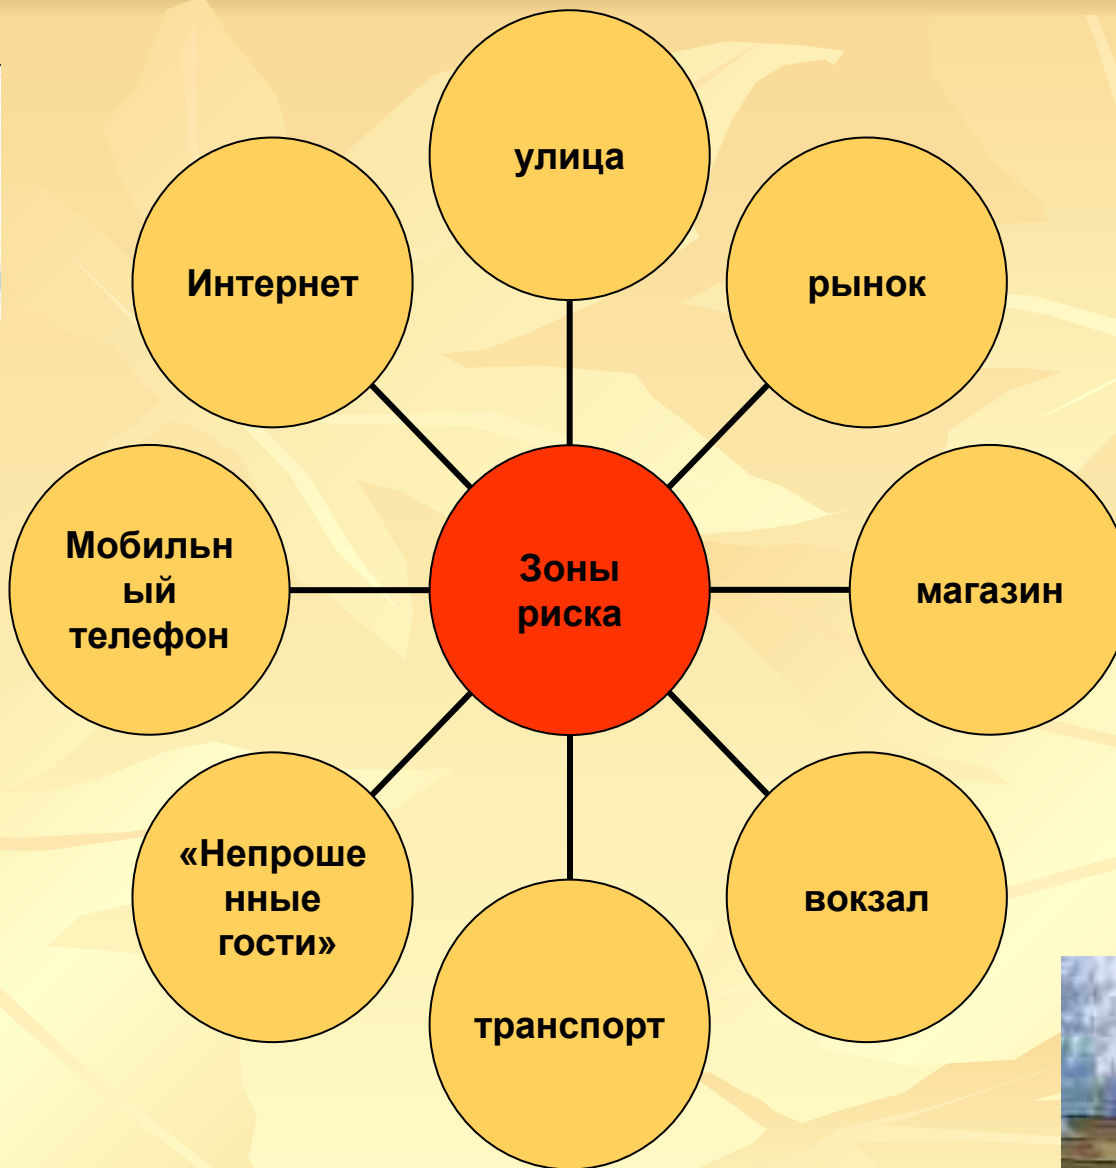 улица
Интернет
рынок
Мобильн
ый
телефон
Зоны
риска
магазин
«Непроше
нные
гости»
вокзал
транспорт